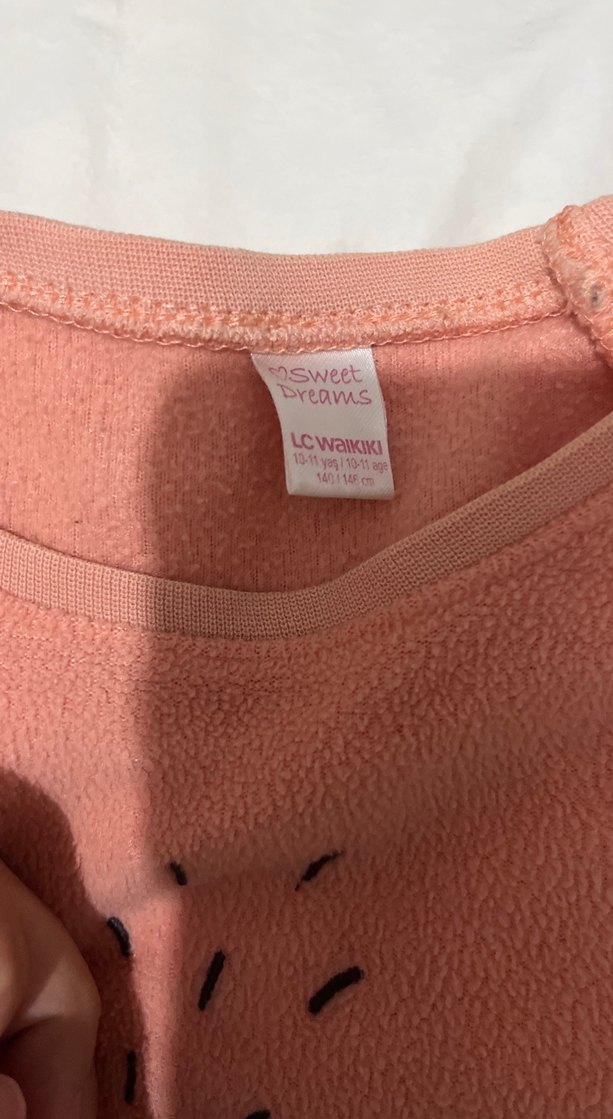 Sweet
Dreams
LC WAIKIKI
10-11 yaş / 10-11 age
140 / 146 cm